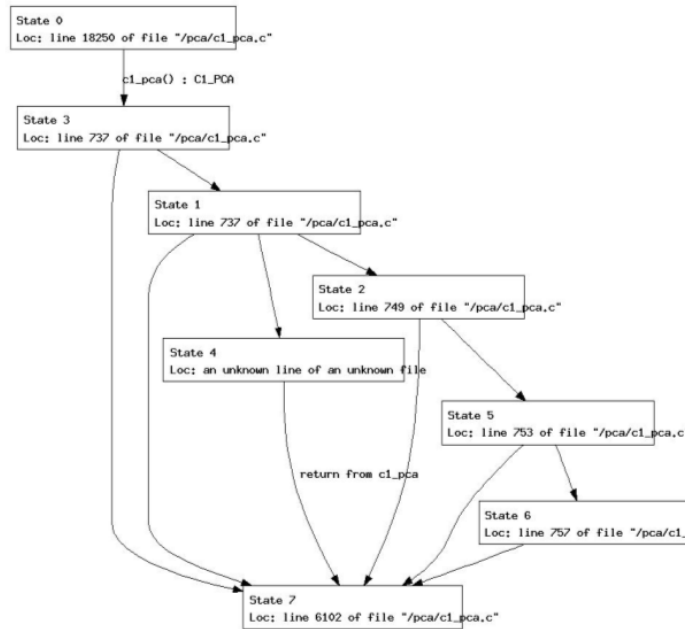 State 0
Loc: line 18250 of file "/pca/c1_pca.c"
c1_pca() : C1_PCA
State 3
Loc: line 737 of file "/pca/c1_pca.c"
State 1
Loc: line 737 of file "/pca/c1_pca.c"
State 2
Loc: line 749 of file "/pca/c1_pca.c"
State 4
Loc: an unknown line of an unknown file
State 5
Loc: line 753 of file "/pca/c1_pca.c
return from c1_pca
State 6
Loc: line 757 of file "/pca/c1_
State 7
Loc: line 6102 of file "/pca/c1_pca.c"